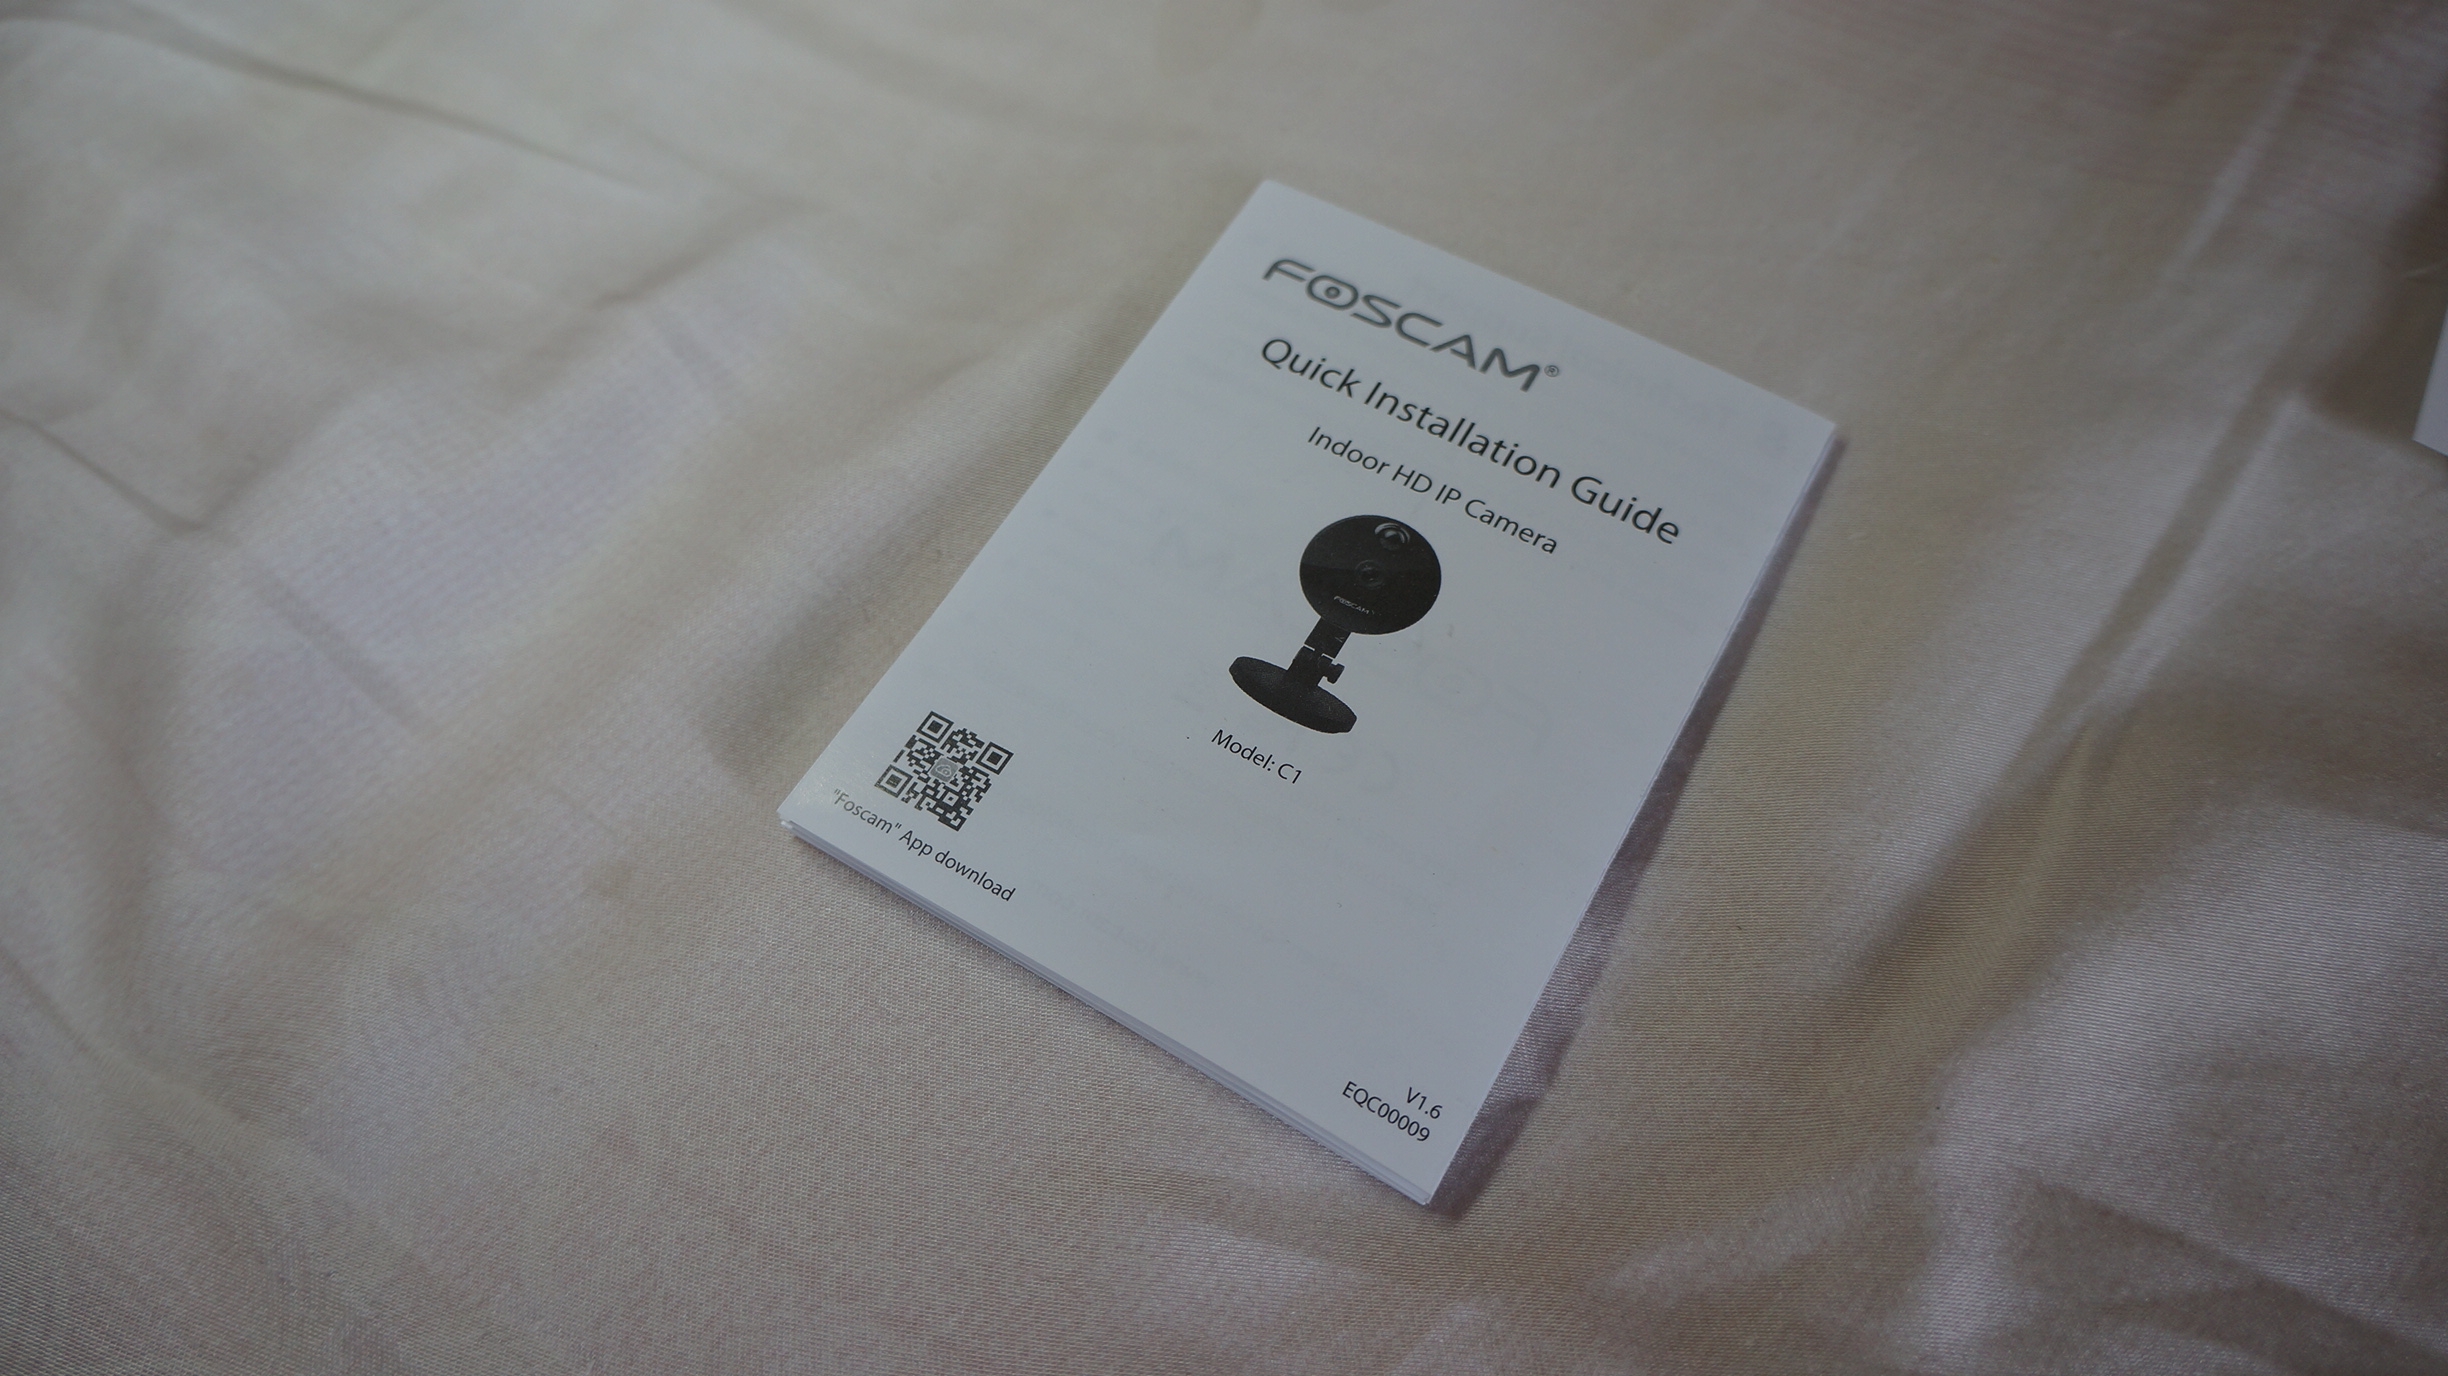 FOSCAM®
Quick Installation Guide
Indoor HD IP Camera
FOSCAM
Model: C1
"Foscam" App download
V1.6
EQC00009